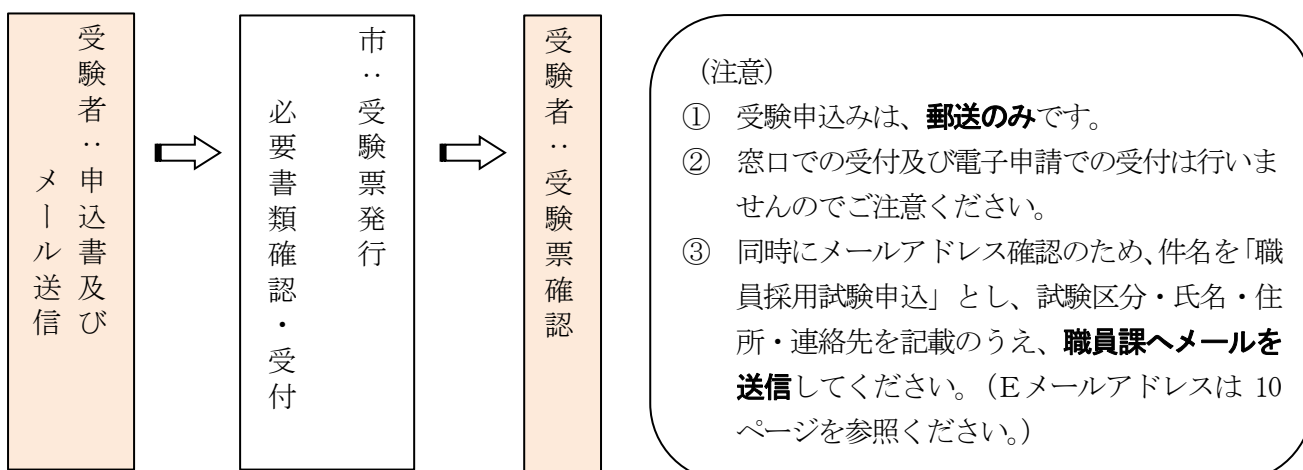 受験者：申込書及び
メール送信
市：受験票発行
必要書類確認・受付
受験者：受験票確認
（注意）
① 受験申込みは、郵送のみです。
② 窓口での受付及び電子申請での受付は行いま
せんのでご注意ください。
③ 同時にメールアドレス確認のため、件名を「職
員採用試験申込」とし、試験区分・氏名・住
所・連絡先を記載のうえ、職員課へメールを
送信してください。（Ｅメールアドレスは 10
ページを参照ください。）